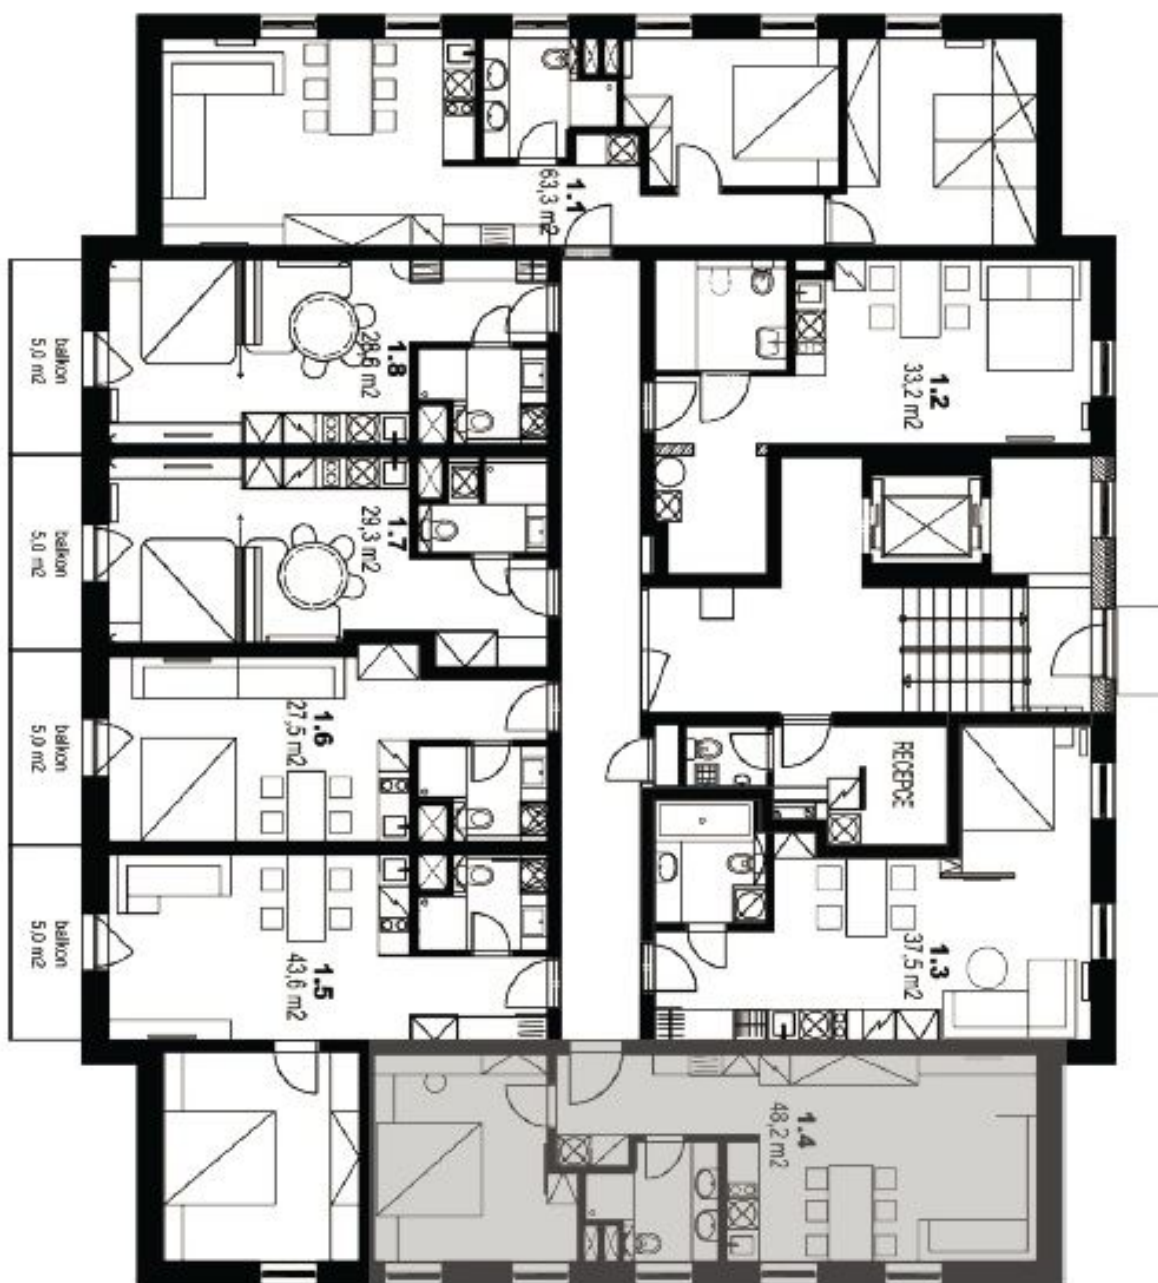 1.1
63,3 m2
balkon
5,0 m2
1.8
28,6 m2
1.2
33,2 m2
balkon
5,0 m2
1.7
29,3 m2
balkon
5,0 m2
1.6
27,5 m2
RECEPCE
balkon
5,0 m2
1.5
43,6 m2
1.3
37,5 m2
1.4
48,2 m2